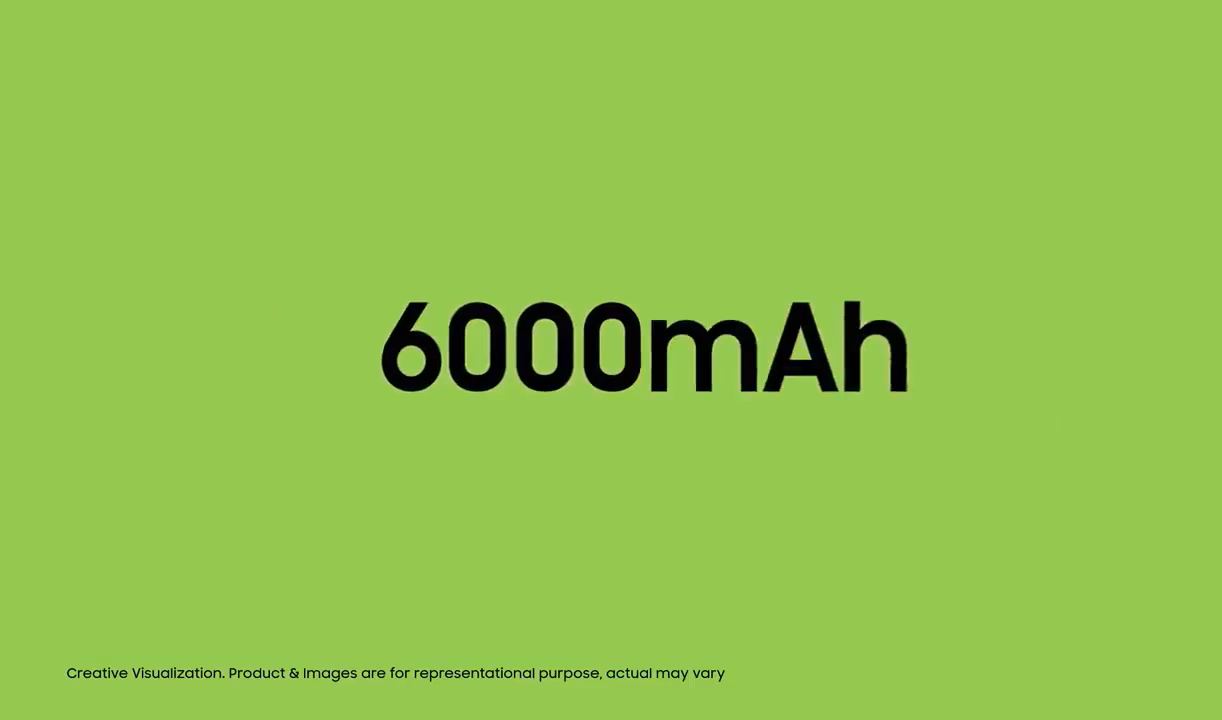 6000mAh
Creative Visualization. Product & Images are for representational purpose, actual may vary